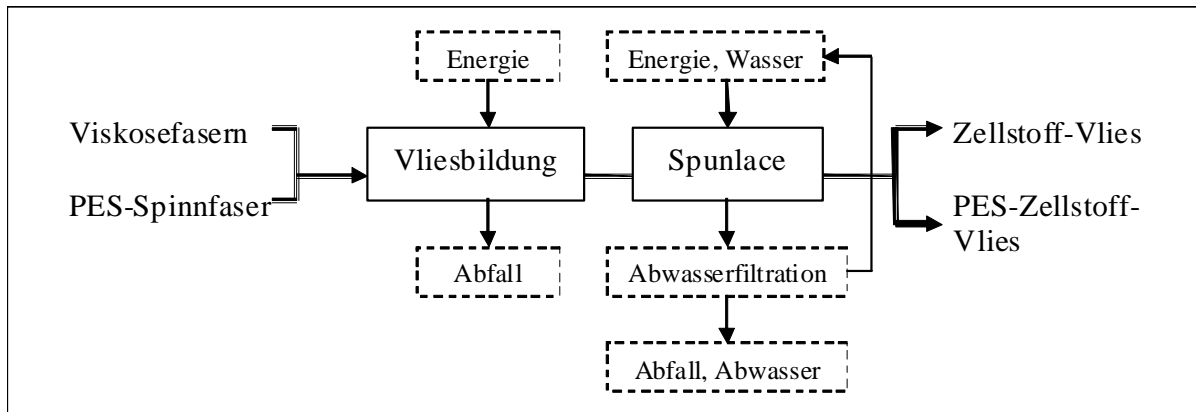 Energie
Energie, Wasser
Viskosefasern
Vliesbildung
Spunlace
Zellstoff-Vlies
PES-Spinnfaser
PES-Zellstoff-
Vlies
Abfall
Abwasserfiltration
Abfall, Abwasser